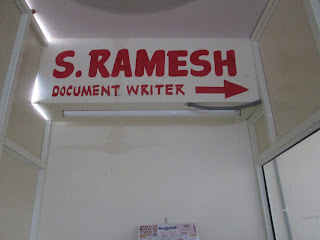 S. RAMESH
DOCUMENT WRITER